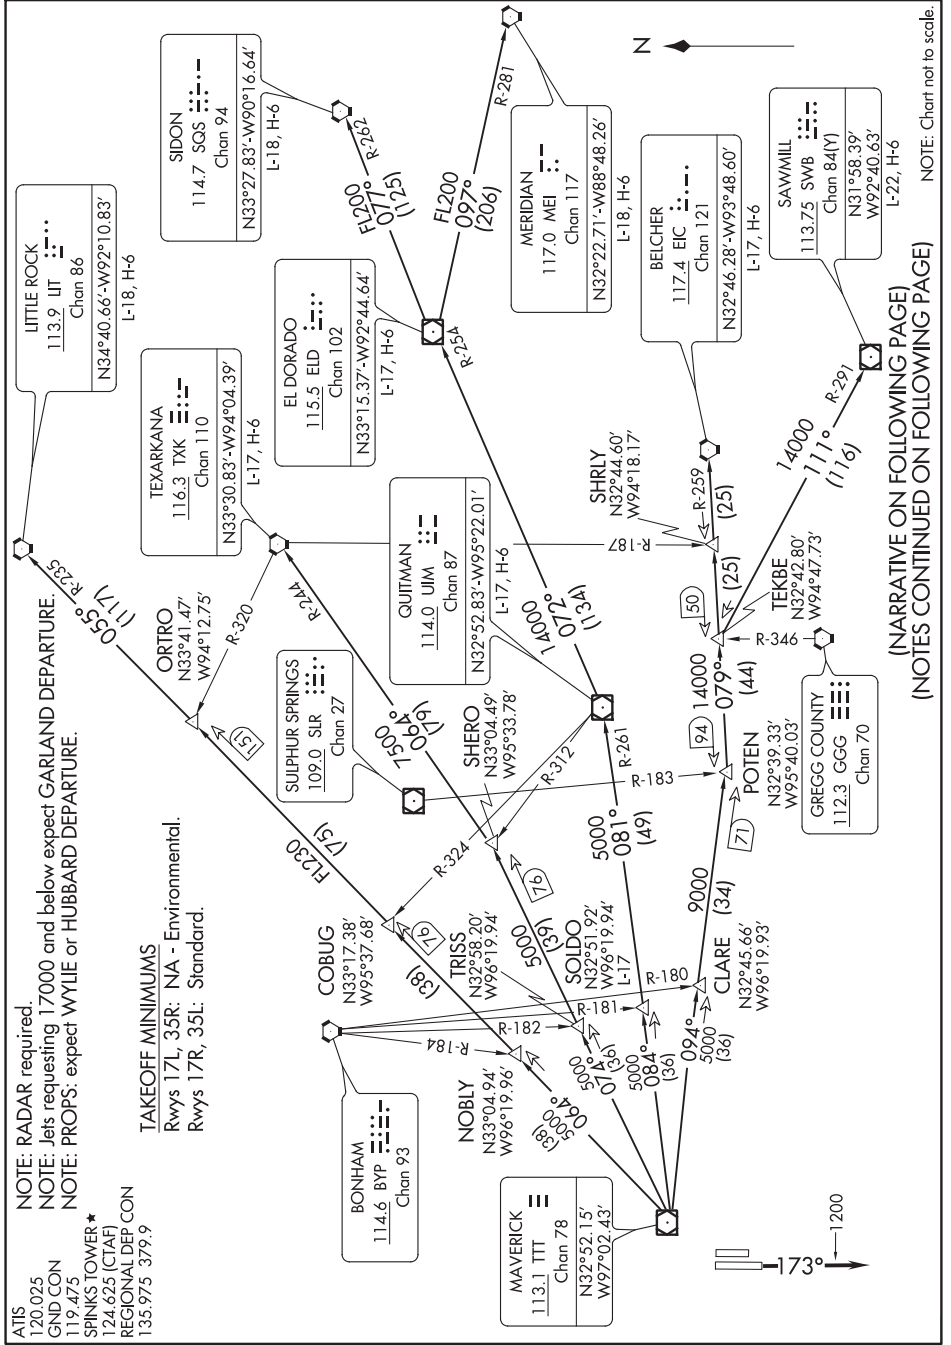 ATIS
120.025
GND CON
119.475
SPINKS TOWER ★
124.625 (CTAF)
REGIONAL DEP CON
135.975 379.9
NOTE: RADAR required.
NOTE: Jets requesting 17000 and below expect GARLAND DEPARTURE.
NOTE: PROPS: expect WYLIE or HUBBARD DEPARTURE.
TAKEOFF MINIMUMS
Rwys 17L, 35R: NA - Environmental.
Rwys 17R, 35L: Standard.
LITTLE ROCK
113.9 LIT
Chan 86
N34°40.66'-W92°10.83'
L-18, H-6
SIDON
114.7 SQS
Chan 94
N33°27.83'-W90°16.64'
L-18, H-6
TEXARKANA
116.3 TXK
Chan 110
N33°30.83'-W94°04.39'
L-17, H-6
EL DORADO
115.5 ELD
Chan 102
N33°15.37'-W92°44.64'
L-17, H-6
MERIDIAN
117.0 MEI
Chan 117
N32°22.71'-W88°48.26'
L-18, H-6
BELCHER
117.4 EIC
Chan 121
N32°46.28'-W93°48.60'
L-17, H-6
SAWMILL
113.75 SWB
Chan 84(Y)
N31°58.39'
W92°40.63'
L-22, H-6
QUITMAN
114.0 UIM
Chan 87
N32°52.83'-W95°22.01'
L-17, H-6
SULPHUR SPRINGS
109.0 SLR
Chan 27
GREGG COUNTY
112.3 GGG
Chan 70
BONHAM
114.6 BYP
Chan 93
MAVERICK
113.1 TTT
Chan 78
N32°52.15'
W97°02.43'
ORTRO
N33°41.47'
W94°12.75'
COBUG
N33°17.38'
W95°37.68'
NOBLY
N33°04.94'
W96°19.96'
TRISS
N32°58.20'
W96°19.94'
SHERO
N33°04.49'
W95°33.78'
SOLDO
N32°51.92'
W96°19.94'
L-17
CLARE
N32°45.66'
W96°19.93'
POTEN
N32°39.33'
W95°40.03'
TEKBE
N32°42.80'
W94°47.73'
SHRLY
N32°44.60'
W94°18.17'
R-235
055°
(117)
R-320
151
FL230
(75)
R-324
76
(38)
R-184
5000
064°
(38)
R-244
7500
064°
(79)
R-312
76
5000
(39)
R-182
5000
074°
(36)
FL200
077°
(125)
R-262
FL200
097°
(206)
R-281
R-254
14000
072°
(134)
R-261
5000
081°
(49)
R-181
5000
084°
(36)
R-180
094°
5000
(36)
9000
(34)
71
R-183
94
14000
079°
(44)
R-346
50
(25)
R-187
R-259
(25)
14000
111°
(116)
R-291
N
173°
1200
(NARRATIVE ON FOLLOWING PAGE)
(NOTES CONTINUED ON FOLLOWING PAGE)
NOTE: Chart not to scale.